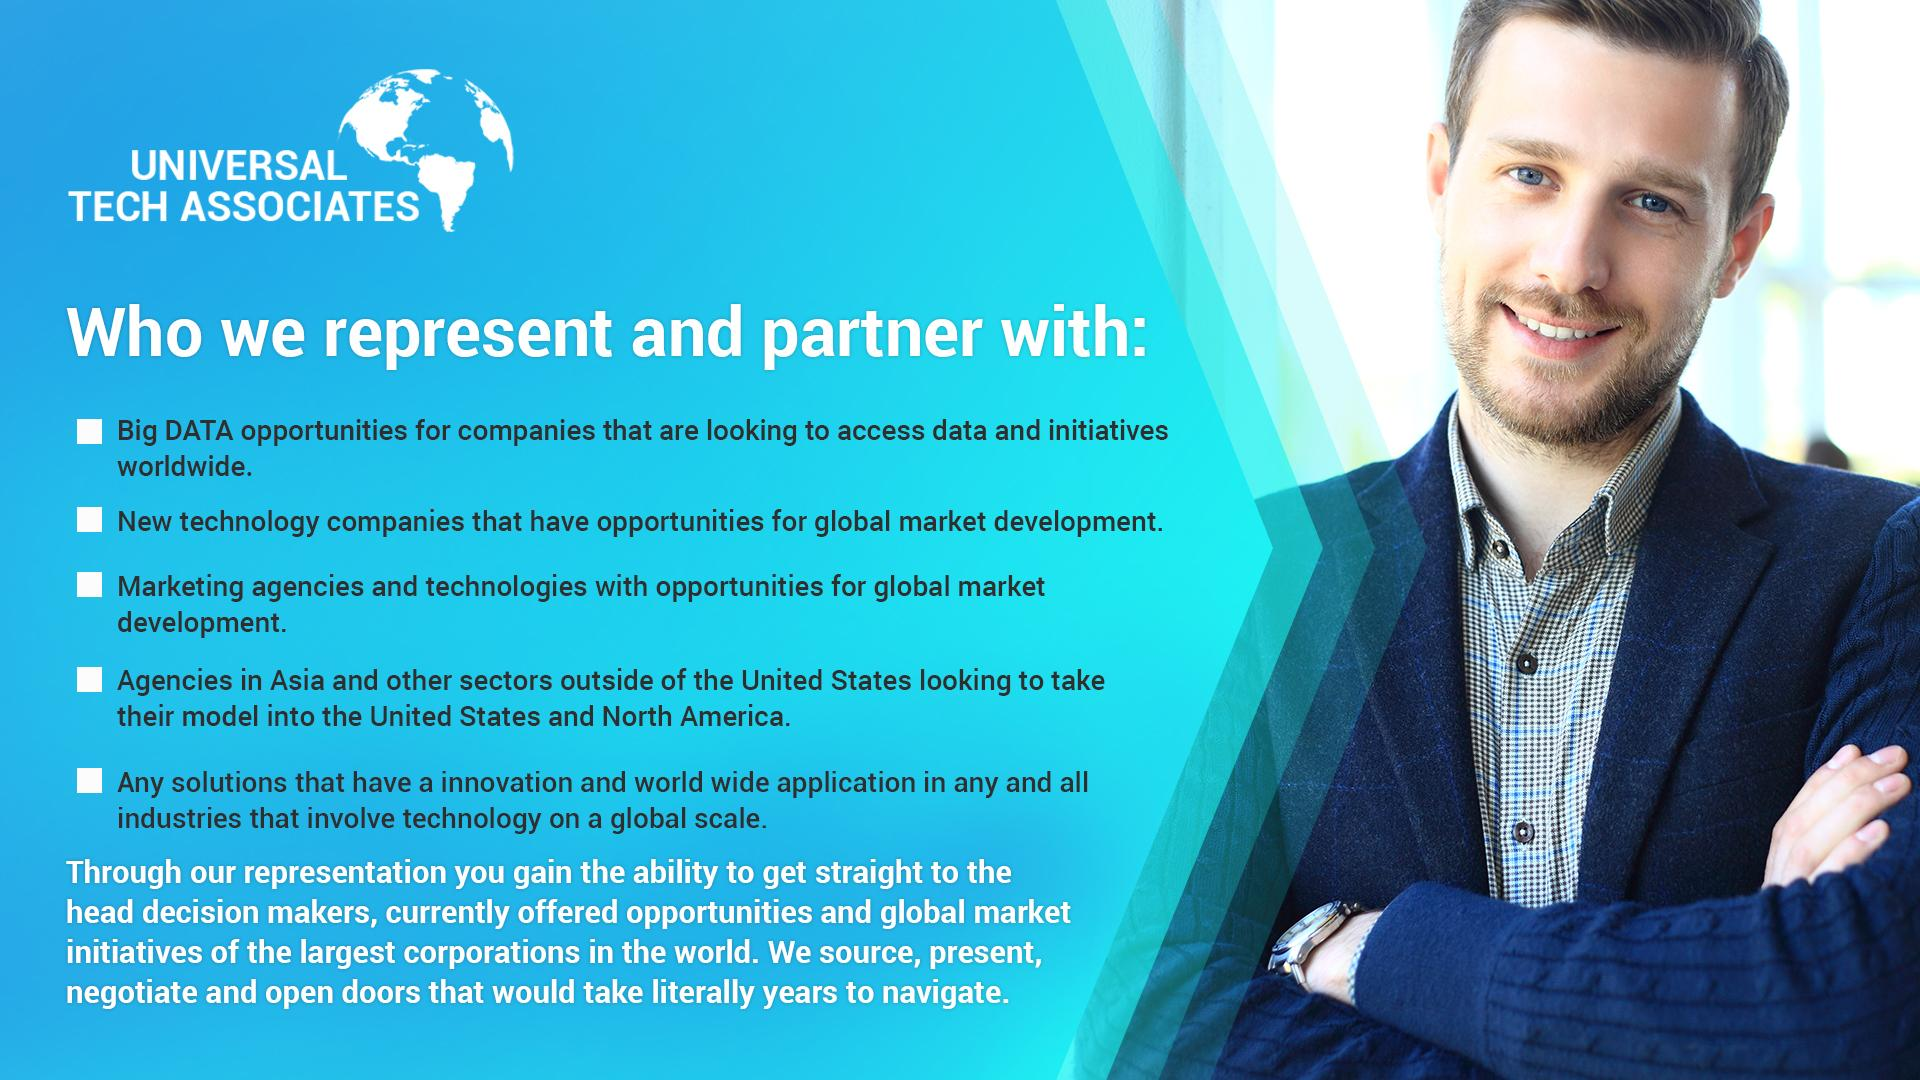 UNIVERSAL
TECH ASSOCIATES
Who we represent and partner with:
Big DATA opportunities for companies that are looking to access data and initiatives
worldwide.
New technology companies that have opportunities for global market development.
Marketing agencies and technologies with opportunities for global market
development.
Agencies in Asia and other sectors outside of the United States looking to take
their model into the United States and North America.
Any solutions that have a innovation and world wide application in any and all
industries that involve technology on a global scale.
Through our representation you gain the ability to get straight to the
head decision makers, currently offered opportunities and global market
initiatives of the largest corporations in the world. We source, present,
negotiate and open doors that would take literally years to navigate.